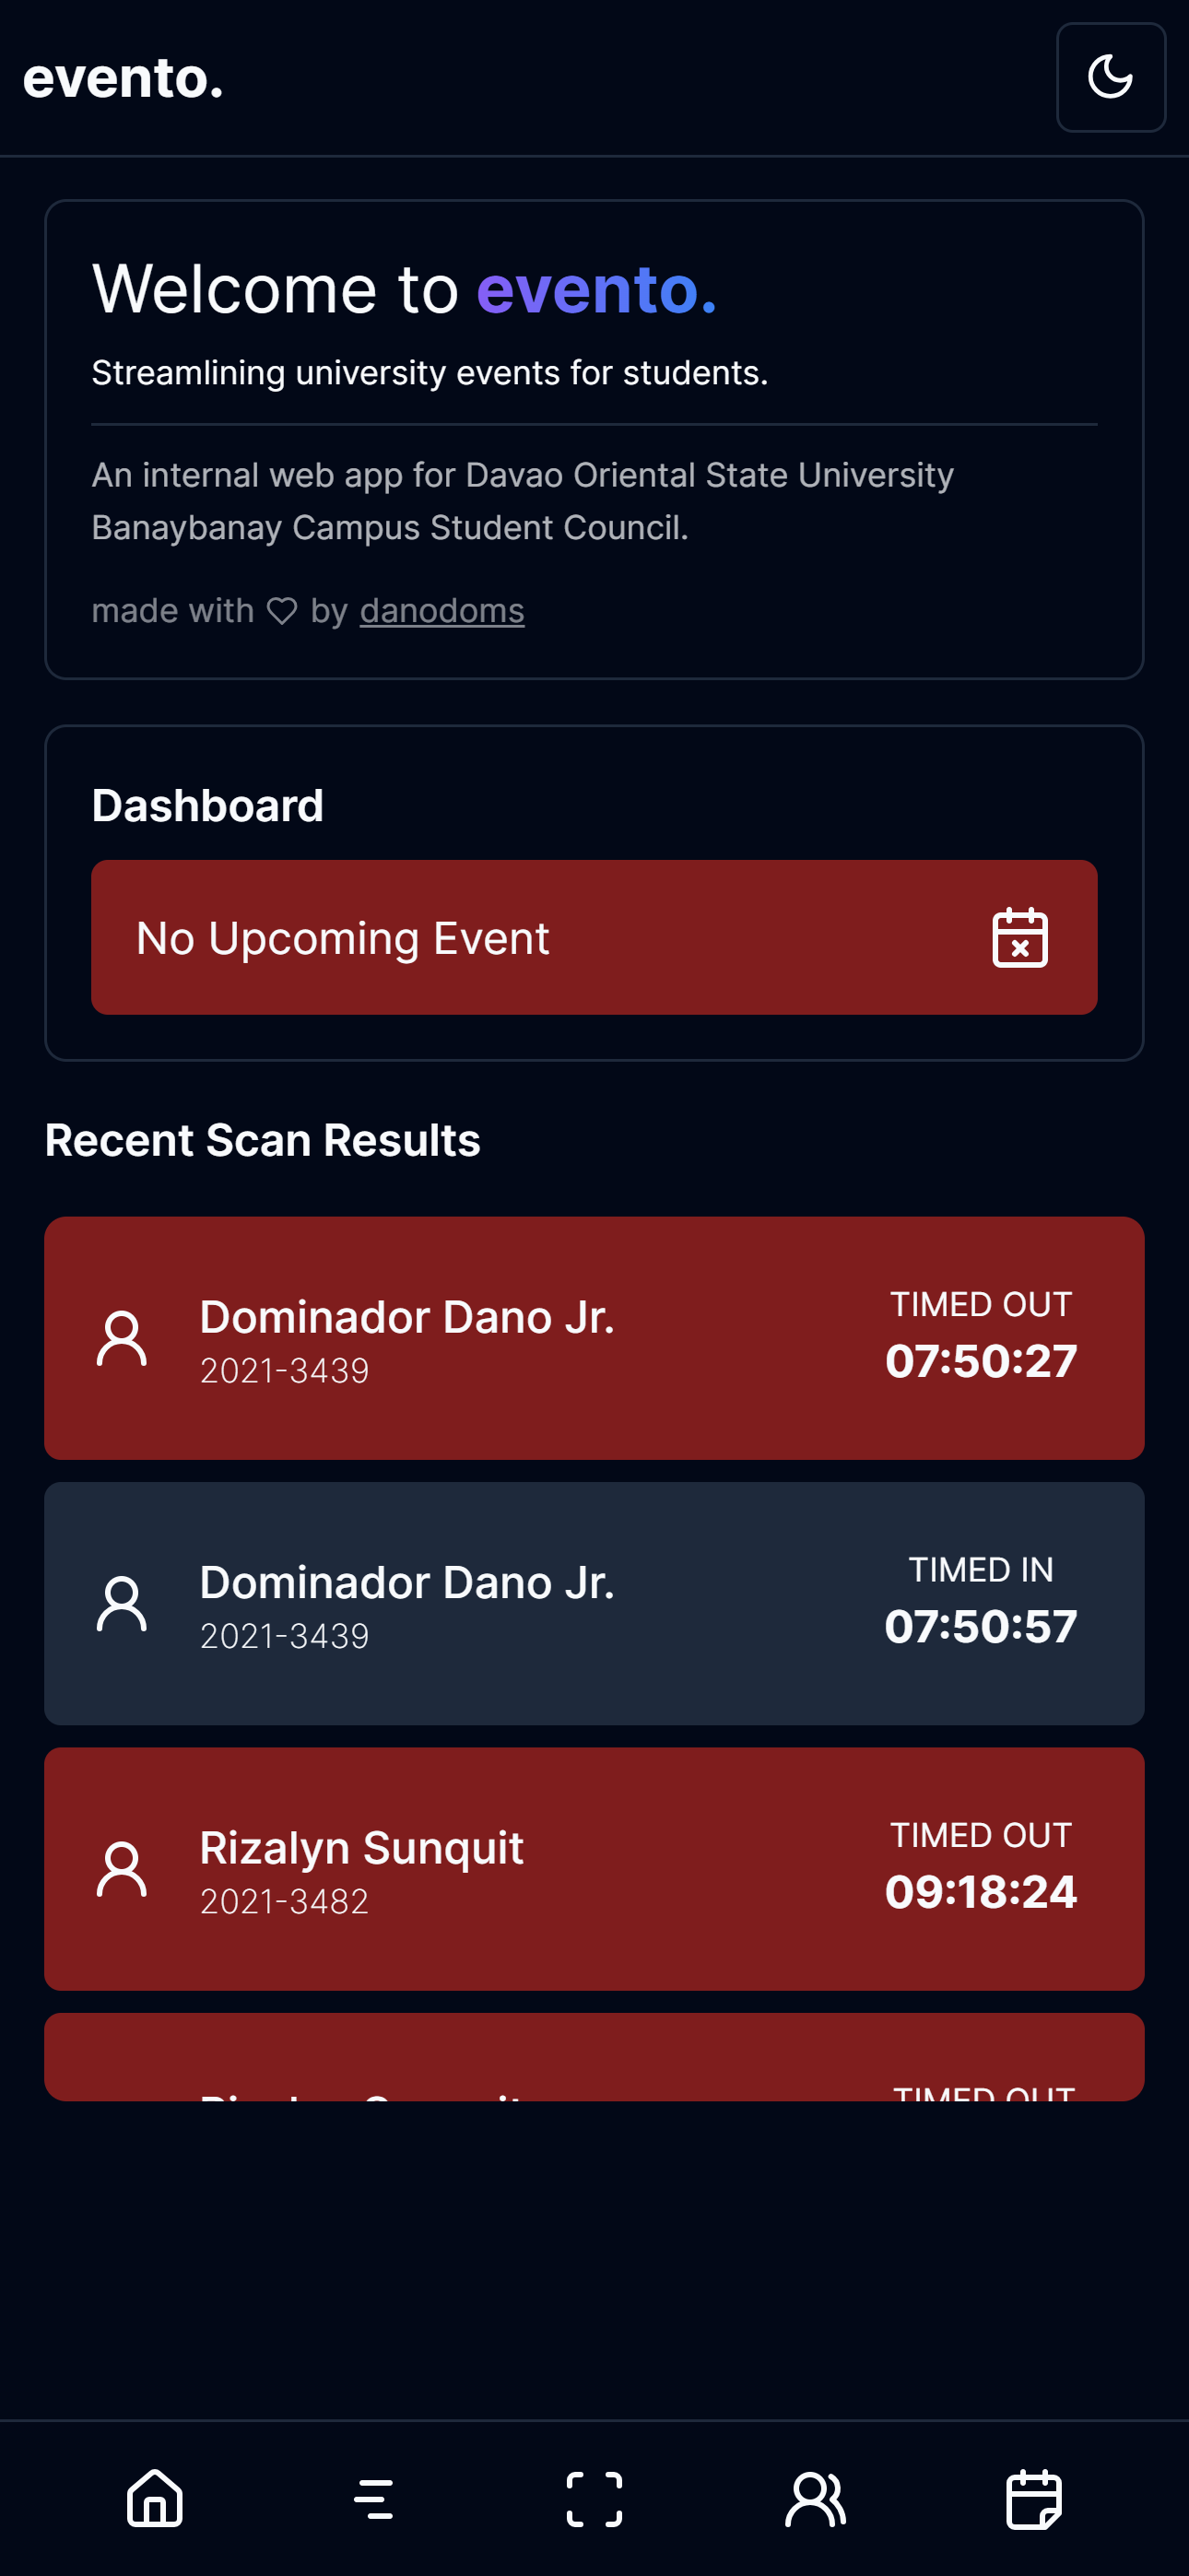 evento.
Welcome to evento.
Streamlining university events for students.
An internal web app for Davao Oriental State University
Banaybanay Campus Student Council.
made with by danodoms
Dashboard
No Upcoming Event
Recent Scan Results
Dominador Dano Jr.
2021-3439
TIMED OUT
07:50:27
Dominador Dano Jr.
2021-3439
TIMED IN
07:50:57
Rizalyn Sunquit
2021-3482
TIMED OUT
09:18:24
TIMED OUT